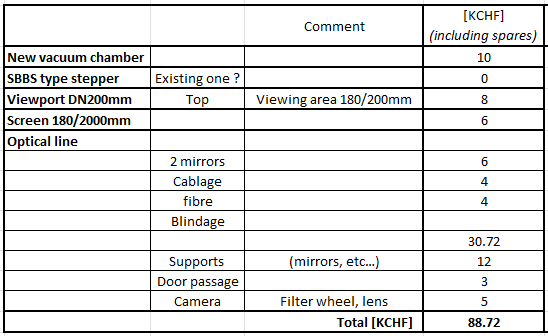 Comment [KCHF]
(including spares)
New vacuum chamber 10
SBBS type stepper Existing one ? 0
Viewport DN200mm Top Viewing area 180/200mm 8
Screen 180/2000mm 6
Optical line
2 mirrors 6
Cablage 4
fibre 4
Blindage
30.72
Supports (mirrors, etc...) 12
Door passage 3
Camera Filter wheel, lens 5
Total [KCHF] 88.72